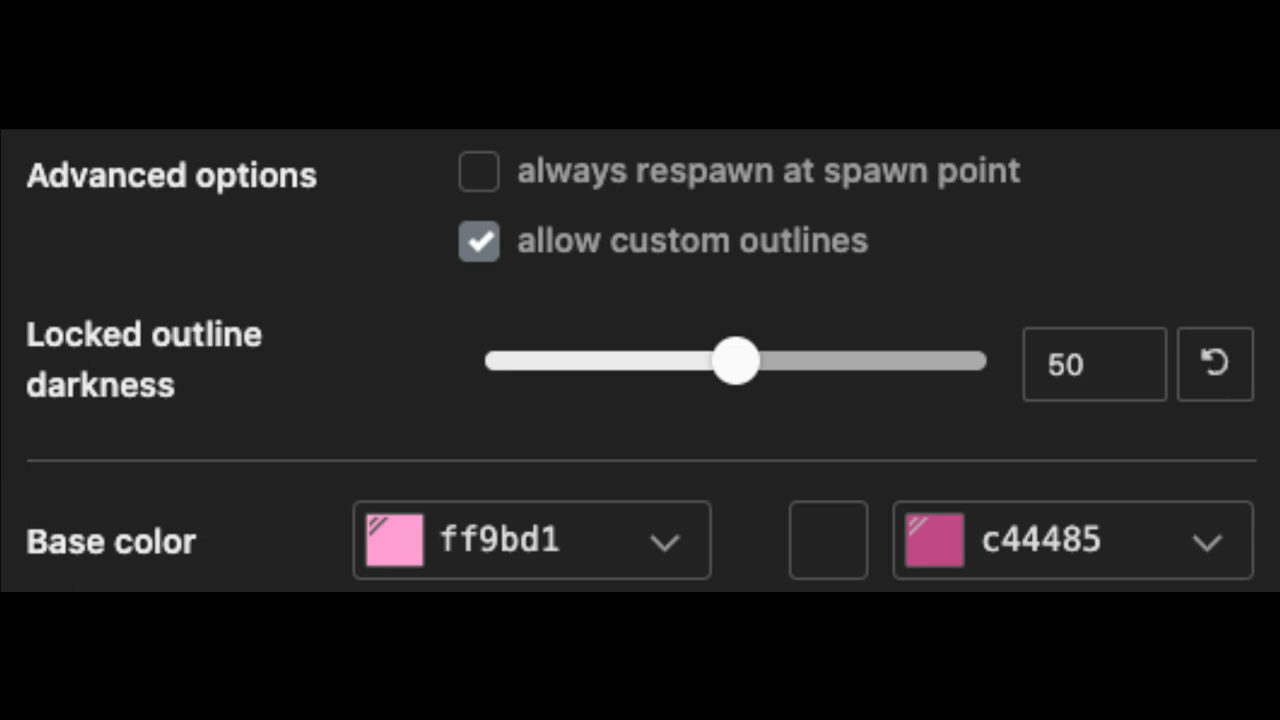 Advanced options
always respawn at spawn point
allow custom outlines
Locked outline
darkness
50
Base color
ff9bd1
c44485